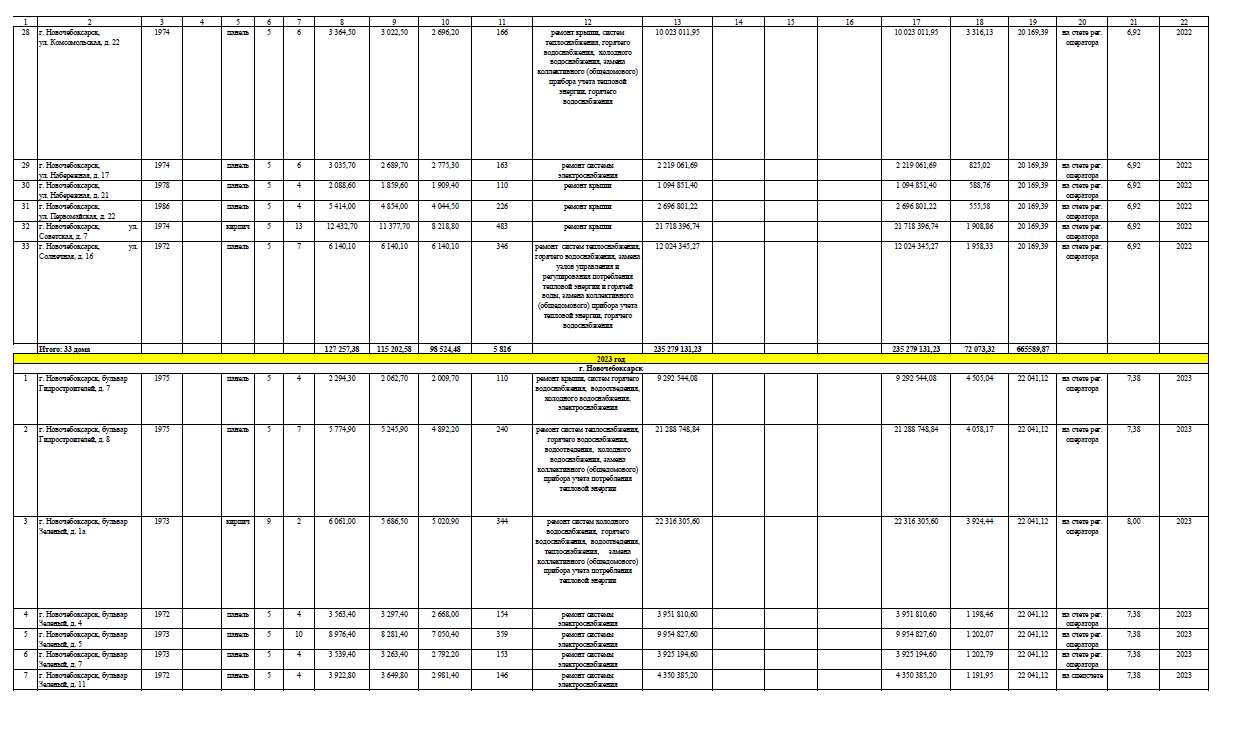 1 2 3 4 5 6 7 8 9 10 11 12 13 14 15 16 17 18 19 20 21 22
28 г. Новочебоксарск, 1974 панель 5 6 3 364,50 3 022,50 2 696,20 166 ремонт крыши, систем 10 023 011,95 10 023 011,95 3 316,13 20 169,39 на счете рег. 6,92 2022
ул. Комсомольская, д. 22 теплоснабжения, горячего оператора
водоснабжения, холодного
водоснабжения, замена
коллективного (общедомового)
прибора учета тепловой
энергии, горячего
водоснабжения
29 г. Новочебоксарск, 1974 панель 5 6 3 035,70 2 689,70 2 775,30 163 ремонт системы 2 219 061,69 2 219 061,69 825,02 20 169,39 на счете рег. 6,92 2022
ул. Набережная, д. 17 электроснабжения оператора
30 г. Новочебоксарск, 1978 панель 5 4 2 088,60 1 859,60 1 909,40 110 ремонт крыши 1 094 851,40 1 094 851,40 588,76 20 169,39 на счете рег. 6,92 2022
ул. Набережная, д. 21 оператора
31 г. Новочебоксарск, 1986 панель 5 4 5 414,00 4 854,00 4 044,50 226 ремонт крыши 2 696 801,22 2 696 801,22 555,58 20 169,39 на счете рег. 6,92 2022
ул. Первомайская, д. 22 оператора
32 г. Новочебоксарск, ул. 1974 кирпич 5 13 12 432,70 11 377,70 8 218,80 483 ремонт крыши 21 718 396,74 21 718 396,74 1 908,86 20 169,39 на счете рег. 6,92 2022
Советская, д. 7 оператора
33 г. Новочебоксарск, ул. 1972 панель 5 7 6 140,10 6 140,10 6 140,10 346 ремонт систем теплоснабжения, 12 024 345,27 12 024 345,27 1 958,33 20 169,39 на счете рег. 6,92 2022
Солнечная, д. 16 горячего водоснабжения, замена оператора
узлов управления и
регулирования потребления
тепловой энергии и горячей
воды, замена коллективного
(общедомового) прибора учета
тепловой энергии, горячего
водоснабжения
Итого: 33 дома 127 257,38 115 202,58 98 524,48 5 816 235 279 131,23 235 279 131,23 72 073,32 665589,87
2023 год
г. Новочебоксарск
1 г. Новочебоксарск, бульвар 1975 панель 5 4 2 294,30 2 062,70 2 009,70 110 ремонт крыши, систем горячего 9 292 544,08 9 292 544,08 4 505,04 22 041,12 на счете рег. 7,38 2023
Гидростроителей, д. 7 водоснабжения, водоотведения, оператора
холодного водоснабжения,
электроснабжения
2 г. Новочебоксарск, бульвар 1975 панель 5 7 5 774,90 5 245,90 4 892,20 240 ремонт систем теплоснабжения, 21 288 748,84 21 288 748,84 4 058,17 22 041,12 на счете рег. 7,38 2023
Гидростроителей, д. 8 горячего водоснабжения, оператора
водоотведения, холодного
водоснабжения, замена
коллективного (общедомового)
прибора учета потребления
тепловой энергии
3 г. Новочебоксарск, бульвар 1973 кирпич 9 2 6 061,00 5 686,50 5 020,90 344 ремонт систем холодного 22 316 305,60 22 316 305,60 3 924,44 22 041,12 на счете рег. 8,00 2023
Зеленый, д. 1а водоснабжения, горячего оператора
водоснабжения, водоотведения,
теплоснабжения, замена
коллективного (общедомового)
прибора учета потребления
тепловой энергии
4 г. Новочебоксарск, бульвар 1972 панель 5 4 3 563,40 3 297,40 2 668,00 154 ремонт системы 3 951 810,60 3 951 810,60 1 198,46 22 041,12 на счете рег. 7,38 2023
Зеленый, д. 4 электроснабжения оператора
5 г. Новочебоксарск, бульвар 1973 панель 5 10 8 976,40 8 281,40 7 050,40 359 ремонт системы 9 954 827,60 9 954 827,60 1 202,07 22 041,12 на счете рег. 7,38 2023
Зеленый, д. 5 электроснабжения оператора
6 г. Новочебоксарск, бульвар 1973 панель 5 4 3 539,40 3 263,40 2 792,20 153 ремонт системы 3 925 194,60 3 925 194,60 1 202,79 22 041,12 на счете рег. 7,38 2023
Зеленый, д. 7 электроснабжения оператора
7 г. Новочебоксарск, бульвар 1972 панель 5 4 3 922,80 3 649,80 2 981,40 146 ремонт системы 4 350 385,20 4 350 385,20 1 191,95 22 041,12 на спецсчете 7,38 2023
Зеленый, д. 11 электроснабжения